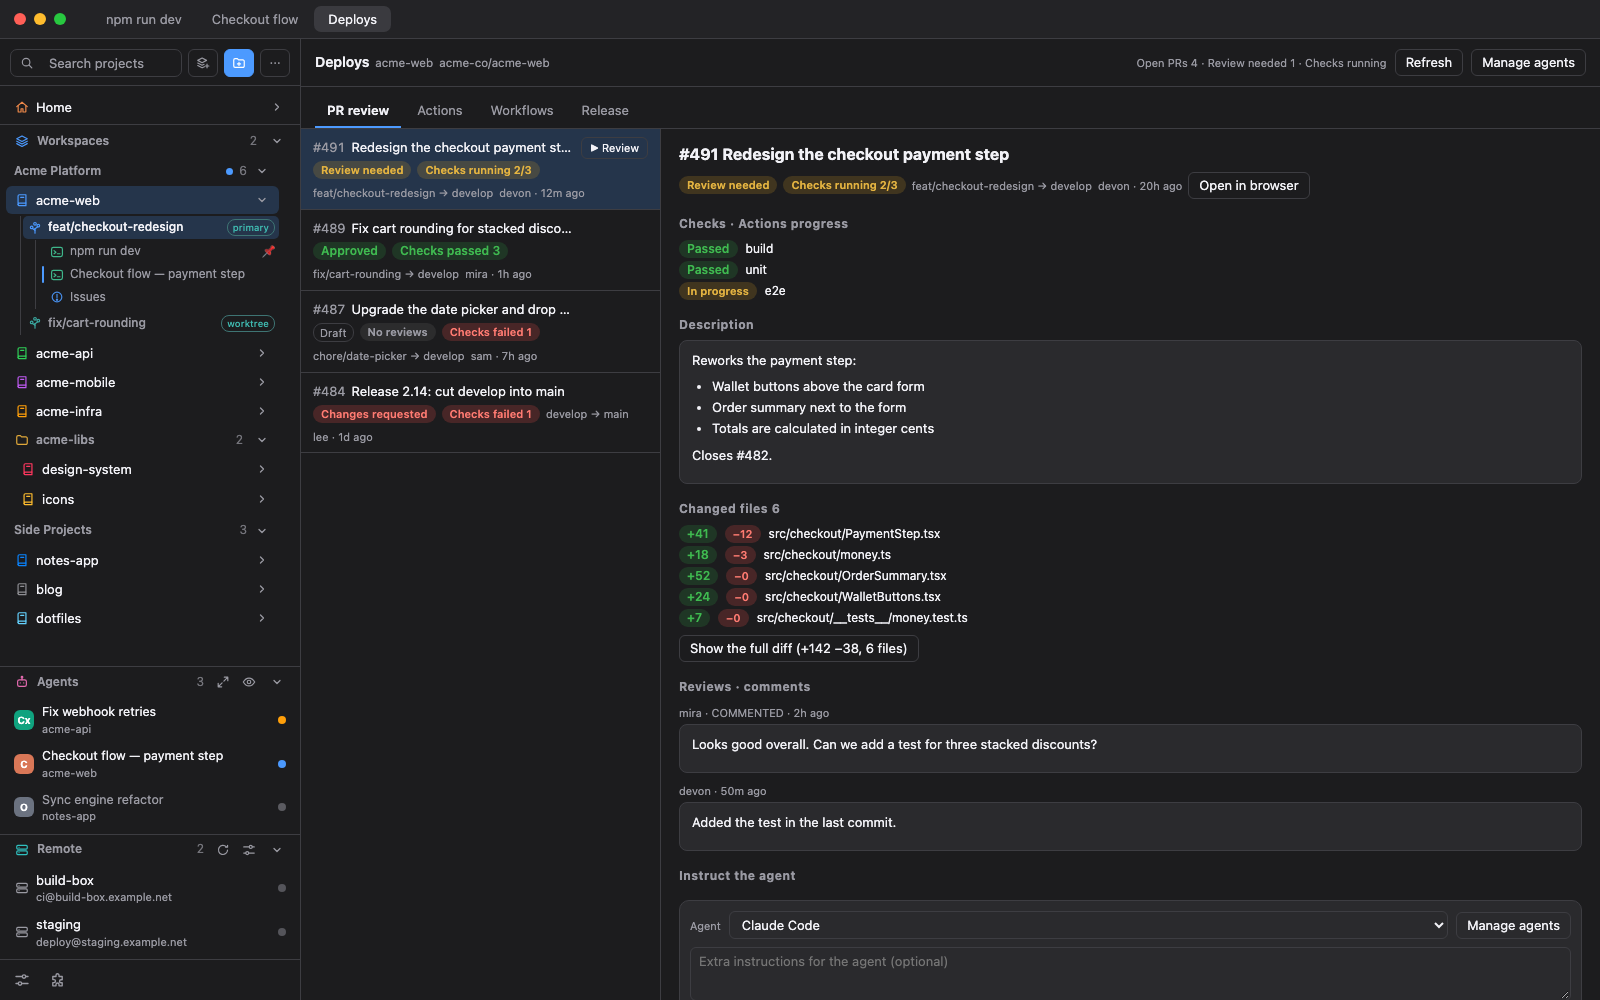 npm run dev
Checkout flow
Deploys
Search projects
Home
Workspaces 2
Acme Platform 6
acme-web
feat/checkout-redesign primary
npm run dev
Checkout flow — payment step
Issues
fix/cart-rounding worktree
acme-api
acme-mobile
acme-infra
acme-libs 2
design-system
icons
Side Projects 3
notes-app
blog
dotfiles
Agents 3
Cx Fix webhook retries
acme-api
C Checkout flow — payment step
acme-web
O Sync engine refactor
notes-app
Remote 2
build-box
ci@build-box.example.net
staging
deploy@staging.example.net
Deploys acme-web acme-co/acme-web
Open PRs 4 · Review needed 1 · Checks running
Refresh
Manage agents
PR review Actions Workflows Release
#491 Redesign the checkout payment st... Review
Review needed Checks running 2/3
feat/checkout-redesign → develop devon · 12m ago
#489 Fix cart rounding for stacked disco...
Approved Checks passed 3
fix/cart-rounding → develop mira · 1h ago
#487 Upgrade the date picker and drop ...
Draft No reviews Checks failed 1
chore/date-picker → develop sam · 7h ago
#484 Release 2.14: cut develop into main
Changes requested Checks failed 1 develop → main
lee · 1d ago
#491 Redesign the checkout payment step
Review needed Checks running 2/3 feat/checkout-redesign → develop devon · 20h ago Open in browser
Checks · Actions progress
Passed build
Passed unit
In progress e2e
Description
Reworks the payment step:
• Wallet buttons above the card form
• Order summary next to the form
• Totals are calculated in integer cents
Closes #482.
Changed files 6
+41 −12 src/checkout/PaymentStep.tsx
+18 −3 src/checkout/money.ts
+52 −0 src/checkout/OrderSummary.tsx
+24 −0 src/checkout/WalletButtons.tsx
+7 −0 src/checkout/__tests__/money.test.ts
Show the full diff (+142 −38, 6 files)
Reviews · comments
mira · COMMENTED · 2h ago
Looks good overall. Can we add a test for three stacked discounts?
devon · 50m ago
Added the test in the last commit.
Instruct the agent
Agent Claude Code Manage agents
Extra instructions for the agent (optional)